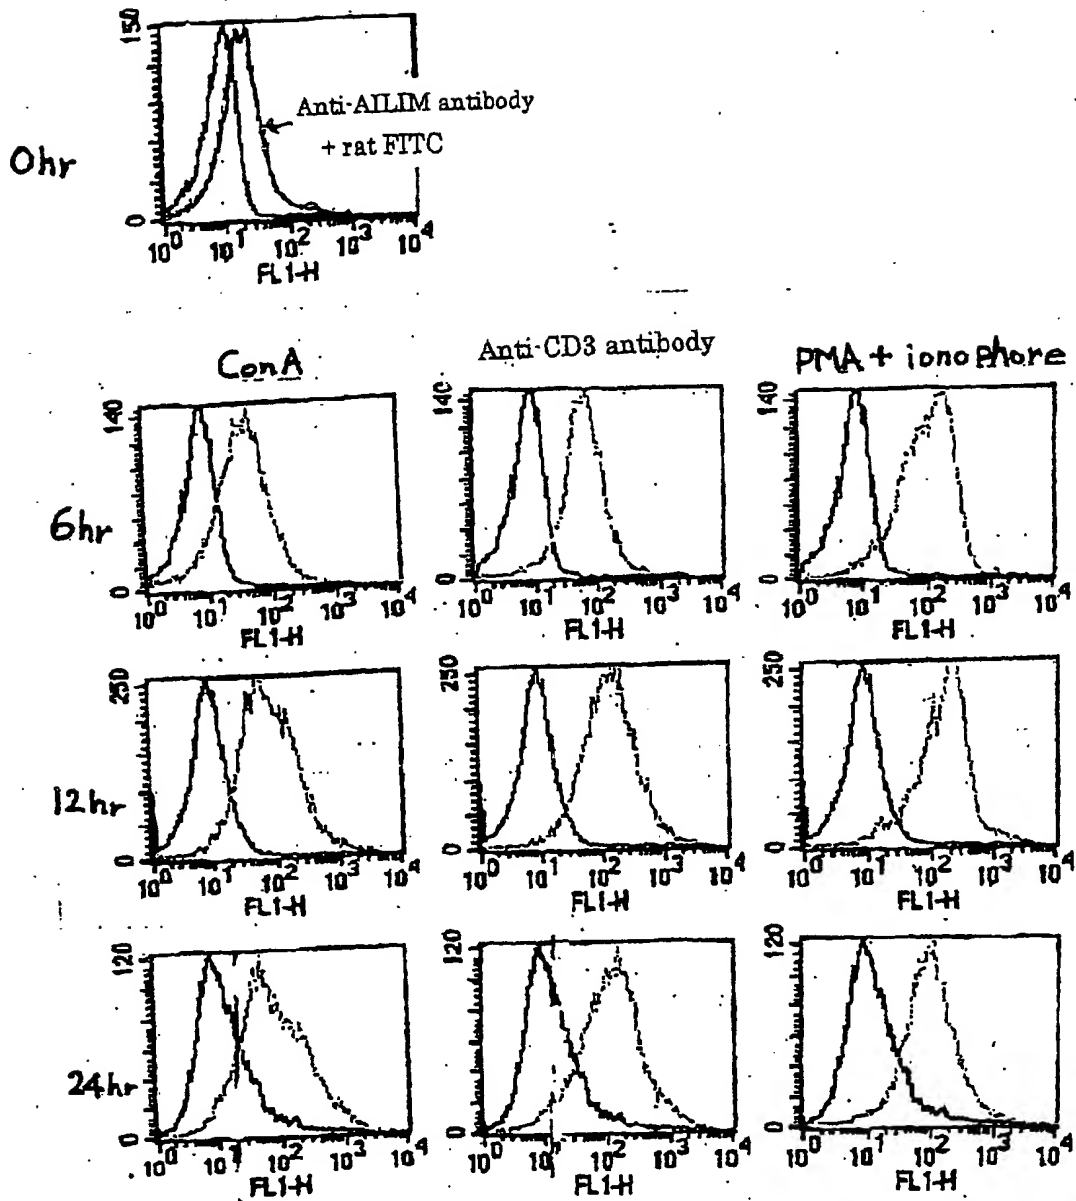 150
0
Anti-AILIM antibody
+ rat FITC
0hr
10^0 10^1 10^2 10^3 10^4
FL1-H
ConA
Anti-CD3 antibody
PMA + ionophore
6hr
140
0
10^0 10^1 10^2 10^3 10^4
FL1-H
140
0
10^0 10^1 10^2 10^3 10^4
FL1-H
140
0
10^0 10^1 10^2 10^3 10^4
FL1-H
12hr
250
0
10^0 10^1 10^2 10^3 10^4
FL1-H
250
0
10^0 10^1 10^2 10^3 10^4
FL1-H
250
0
10^0 10^1 10^2 10^3 10^4
FL1-H
24hr
120
0
10^0 10^1 10^2 10^3 10^4
FL1-H
120
0
10^0 10^1 10^2 10^3 10^4
FL1-H
120
0
10^0 10^1 10^2 10^3 10^4
FL1-H